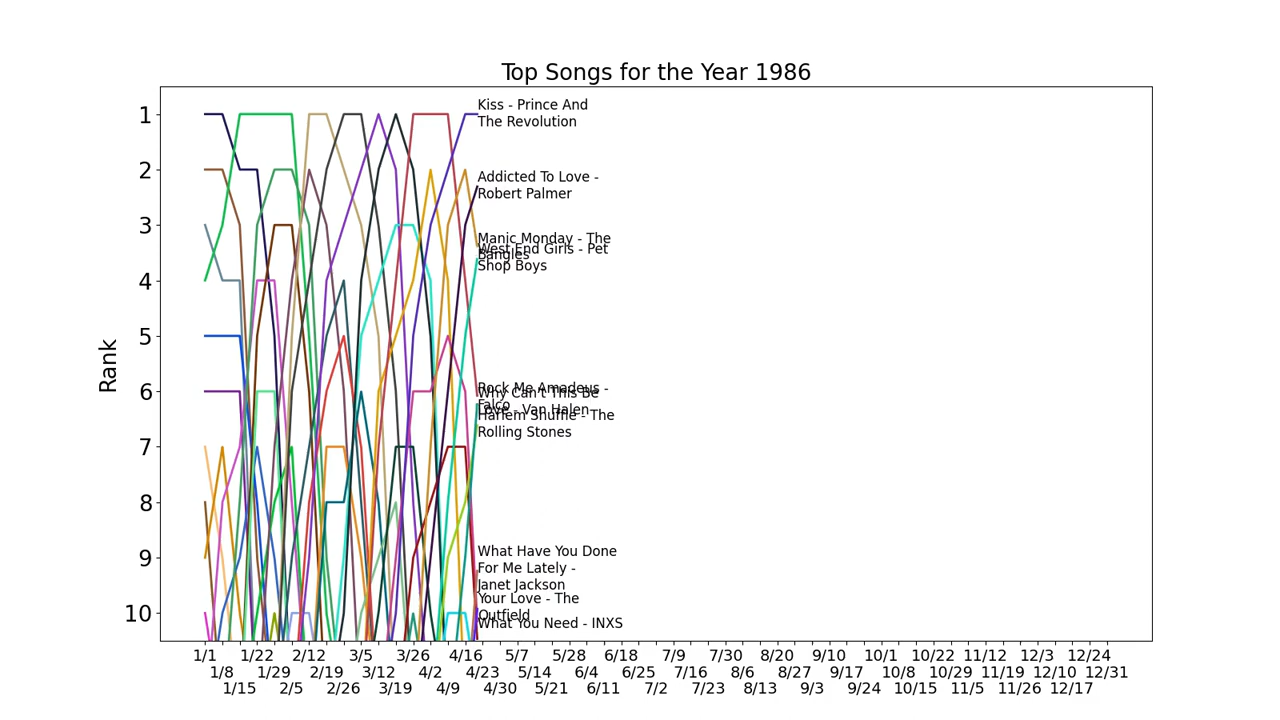 Top Songs for the Year 1986
Rank
1
2
3
4
5
6
7
8
9
10
Kiss - Prince And
The Revolution
Addicted To Love -
Robert Palmer
Manic Monday - The
Bangles
West End Girls - Pet
Shop Boys
Rock Me Amadeus -
Falco
Why Can't This Be
Love - Van Halen
Harlem Shuffle - The
Rolling Stones
What Have You Done
For Me Lately -
Janet Jackson
Your Love - The
Outfield
What You Need - INXS
1/1 1/22 2/12 3/5 3/26 4/16 5/7 5/28 6/18 7/9 7/30 8/20 9/10 10/1 10/22 11/12 12/3 12/24
1/8 1/29 2/19 3/12 4/2 4/23 5/14 6/4 6/25 7/16 8/6 8/27 9/17 10/8 10/29 11/19 12/10 12/31
1/15 2/5 2/26 3/19 4/9 4/30 5/21 6/11 7/2 7/23 8/13 9/3 9/24 10/15 11/5 11/26 12/17